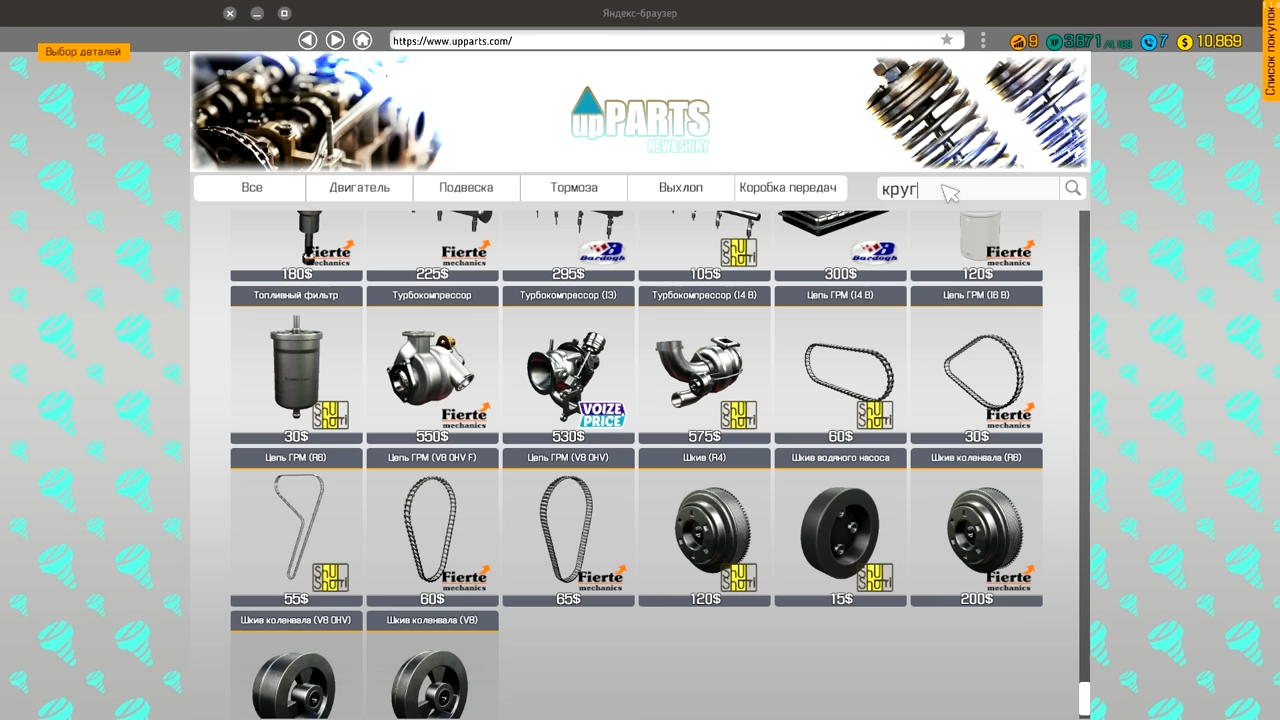 Яндекс-браузер
Выбор деталей
https://www.upparts.com/
9
3,871
7
$ 10,869
Список покупок
upPARTS
NEW&SHINY
Все
Двигатель
Подвеска
Тормоза
Выхлоп
Коробка передач
круг
Fierte mechanics
Fierte mechanics
Bardogh
Shut Shutti
Bardogh
Fierte mechanics
180$
225$
295$
105$
300$
120$
Топливный фильтр
Турбокомпрессор
Турбокомпрессор (I3)
Турбокомпрессор (I4 B)
Цепь ГРМ (I4 B)
Цепь ГРМ (I6 B)
Fierte mechanics
VOIZE PRICE
Fierte mechanics
30$
550$
530$
575$
60$
30$
Цепь ГРМ (R6)
Цепь ГРМ (V8 OHV F)
Цепь ГРМ (V8 OHV)
Шкив (R4)
Шкив водяного насоса
Шкив коленвала (R6)
Fierte mechanics
Fierte mechanics
Fierte mechanics
55$
60$
65$
120$
15$
200$
Шкив коленвала (V8 OHV)
Шкив коленвала (V8)